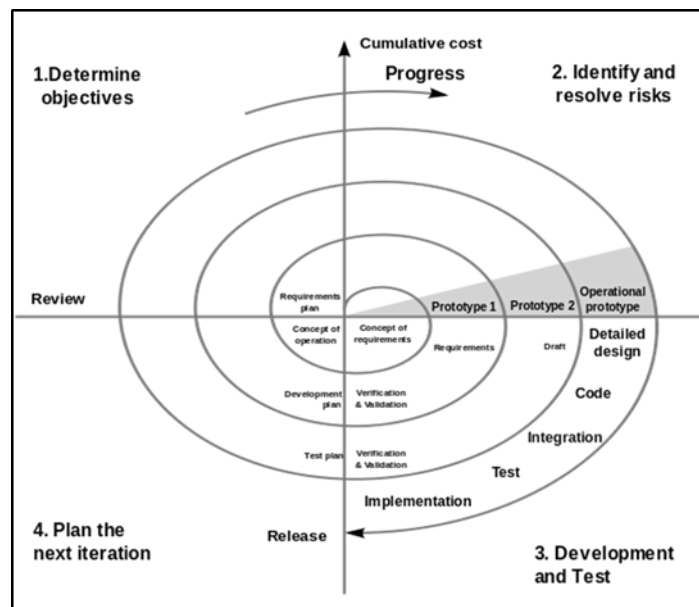 Cumulative cost
Progress
1.Determine
objectives
2. Identify and
resolve risks
Review
Requirements
plan
Prototype 1
Prototype 2
Operational
prototype
Concept of
operation
Concept of
requirements
Requirements
Draft
Detailed
design
Development
plan
Verification
& Validation
Code
Integration
Test plan
Verification
& Validation
Test
Implementation
Release
4. Plan the
next iteration
3. Development
and Test